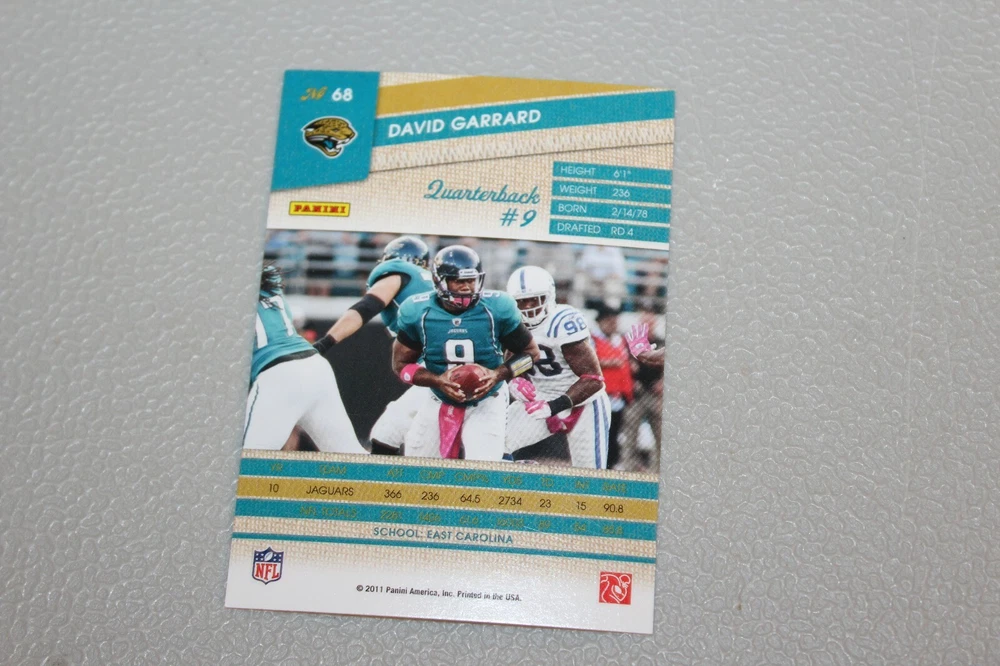 M 68
DAVID GARRARD
HEIGHT 6'1"
WEIGHT 236
BORN 2/14/78
DRAFTED RD 4
PANINI
Quarterback
#9
JAGUARS
9
98
98
10 JAGUARS 366 236 64.5 2734 23 15 90.8
SCHOOL: EAST CAROLINA
NFL
© 2011 Panini America, Inc. Printed in the USA.